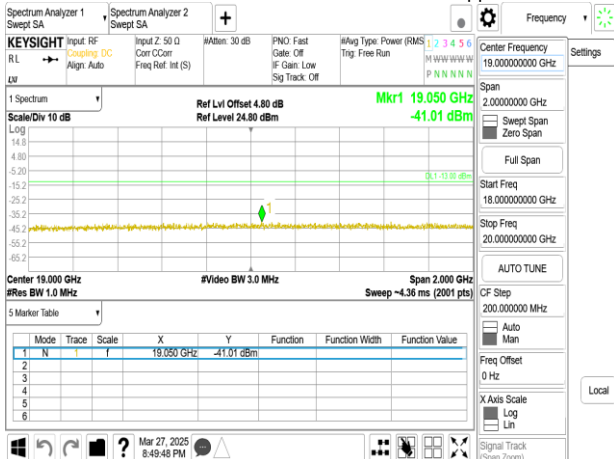 Spectrum Analyzer 1
Swept SA
Spectrum Analyzer 2
Swept SA
+
Frequency
KEYSIGHT
RL
Input: RF
Coupling: DC
Align: Auto
Input Z: 50 Ω
Corr CCorr
Freq Ref: Int (S)
#Atten: 30 dB
PNO: Fast
Gate: Off
IF Gain: Low
Sig Track: Off
#Avg Type: Power (RMS
Trig: Free Run
1 2 3 4 5 6
M W W W W W
P N N N N N
1 Spectrum
Scale/Div 10 dB
Ref Lvl Offset 4.80 dB
Ref Level 24.80 dBm
Mkr1 19.050 GHz
-41.01 dBm
Log
14.8
4.80
-5.20
-15.2
-25.2
-35.2
-45.2
-55.2
-65.2
DL1 -13.00 dBm
1
Center 19.000 GHz
#Res BW 1.0 MHz
#Video BW 3.0 MHz
Span 2.000 GHz
Sweep ~4.36 ms (2001 pts)
5 Marker Table
Mode Trace Scale X Y Function Function Width Function Value
1 N 1 f 19.050 GHz -41.01 dBm
2
3
4
5
6
Mar 27, 2025
8:49:48 PM
?
Center Frequency
19.000000000 GHz
Settings
Span
2.00000000 GHz
Swept Span
Zero Span
Full Span
Start Freq
18.000000000 GHz
Stop Freq
20.000000000 GHz
AUTO TUNE
CF Step
200.000000 MHz
Auto
Man
Freq Offset
0 Hz
X Axis Scale
Log
Lin
Local
Signal Track
(Span Zoom)